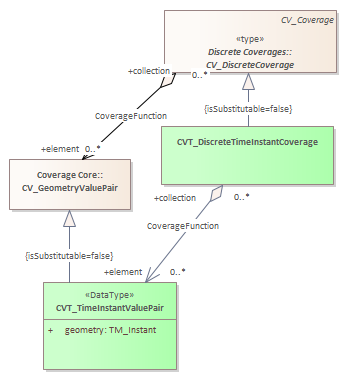 CV_Coverage
«type»
Discrete Coverages::
CV_DiscreteCoverage
+collection
0..*
{isSubstitutable=false}
CoverageFunction
CVT_DiscreteTimeInstantCoverage
+element 0..*
Coverage Core::
CV_GeometryValuePair
+collection 0..*
CoverageFunction
{isSubstitutable=false}
+element 0..*
«DataType»
CVT_TimeInstantValuePair
+ geometry: TM_Instant